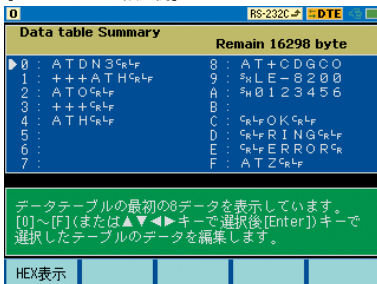 0 RS-232C DTE
Data table Summary
Remain 16298 byte
▶0 : ATDN3CRLF 8 : AT+CDGCO
1 : +++ATHCRLF 9 : SXLE-8200
2 : ATOCRLF A : SH0123456
3 : +++CRLF B :
4 : ATHCRLF C : CRLFOKCRLF
5 : D : CRLFRINGCRLF
6 : E : CRLFERRORCR
7 : F : ATZCRLF
データテーブルの最初の8データを表示しています。
[0]~[F](または▲▼◀▶キーで選択後[Enter])キーで
選択したテーブルのデータを編集します。
HEX表示